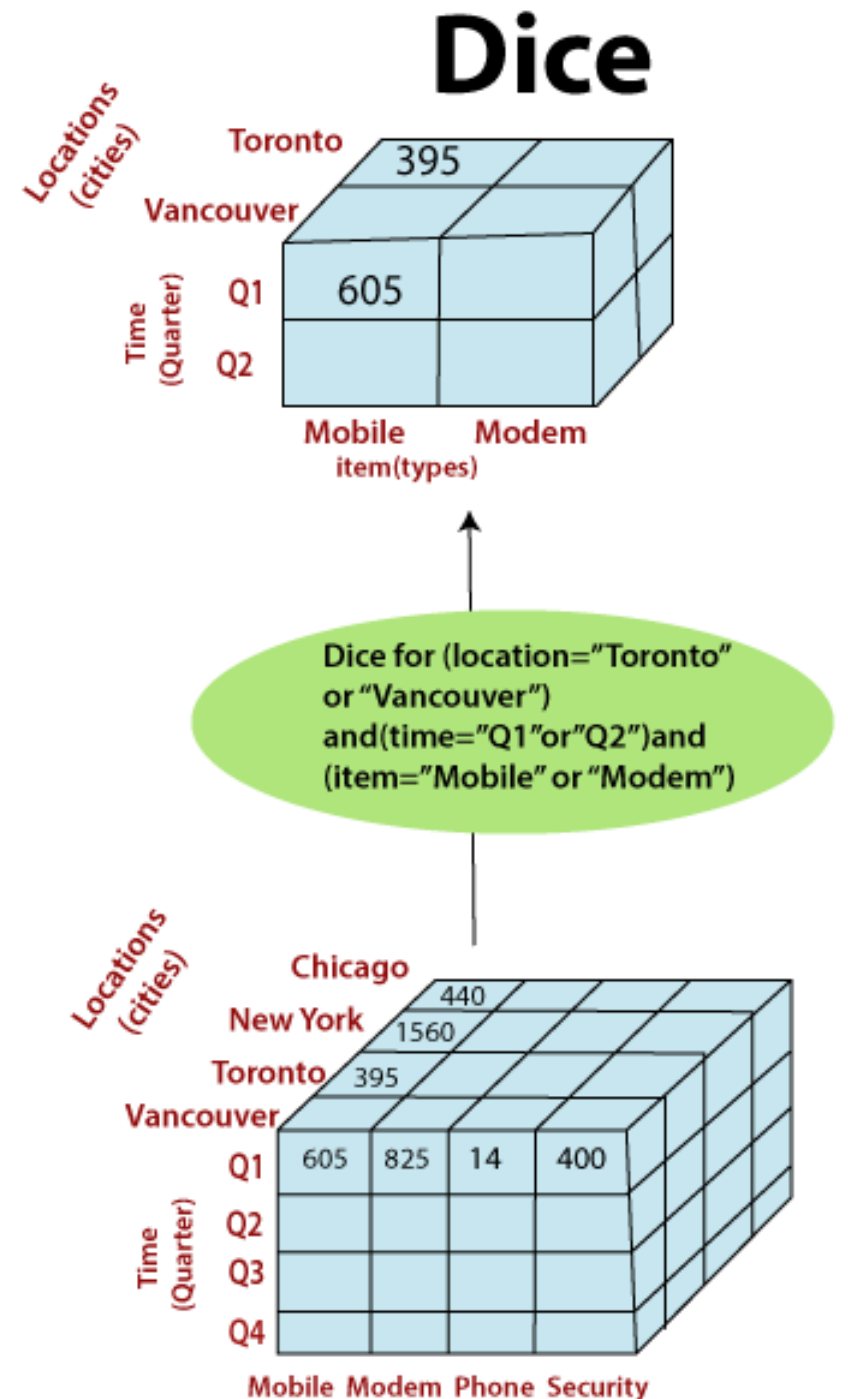 Dice
Locations
(cities)
Toronto
395
Vancouver
Time
(Quarter)
Q1
605
Q2
Mobile Modem
item(types)
Dice for (location="Toronto"
or “Vancouver”)
and(time="Q1"or"Q2")and
(item="Mobile" or “Modem”)
Locations
(cities)
Chicago
440
New York
1560
Toronto
395
Vancouver
Time
(Quarter)
Q1
605 825 14 400
Q2
Q3
Q4
Mobile Modem Phone Security